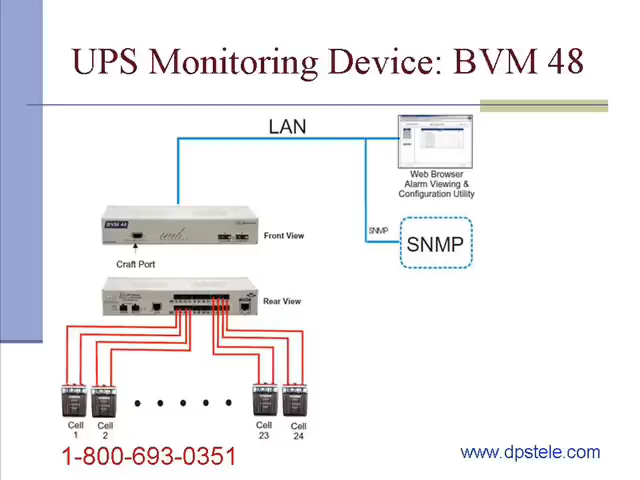 UPS Monitoring Device: BVM 48
LAN
Web Browser
Alarm Viewing &
Configuration Utility
BVM 48
Front View
SNMP
SNMP
Craft Port
Rear View
Cell
1
Cell
2
Cell
23
Cell
24
1-800-693-0351
www.dpstele.com